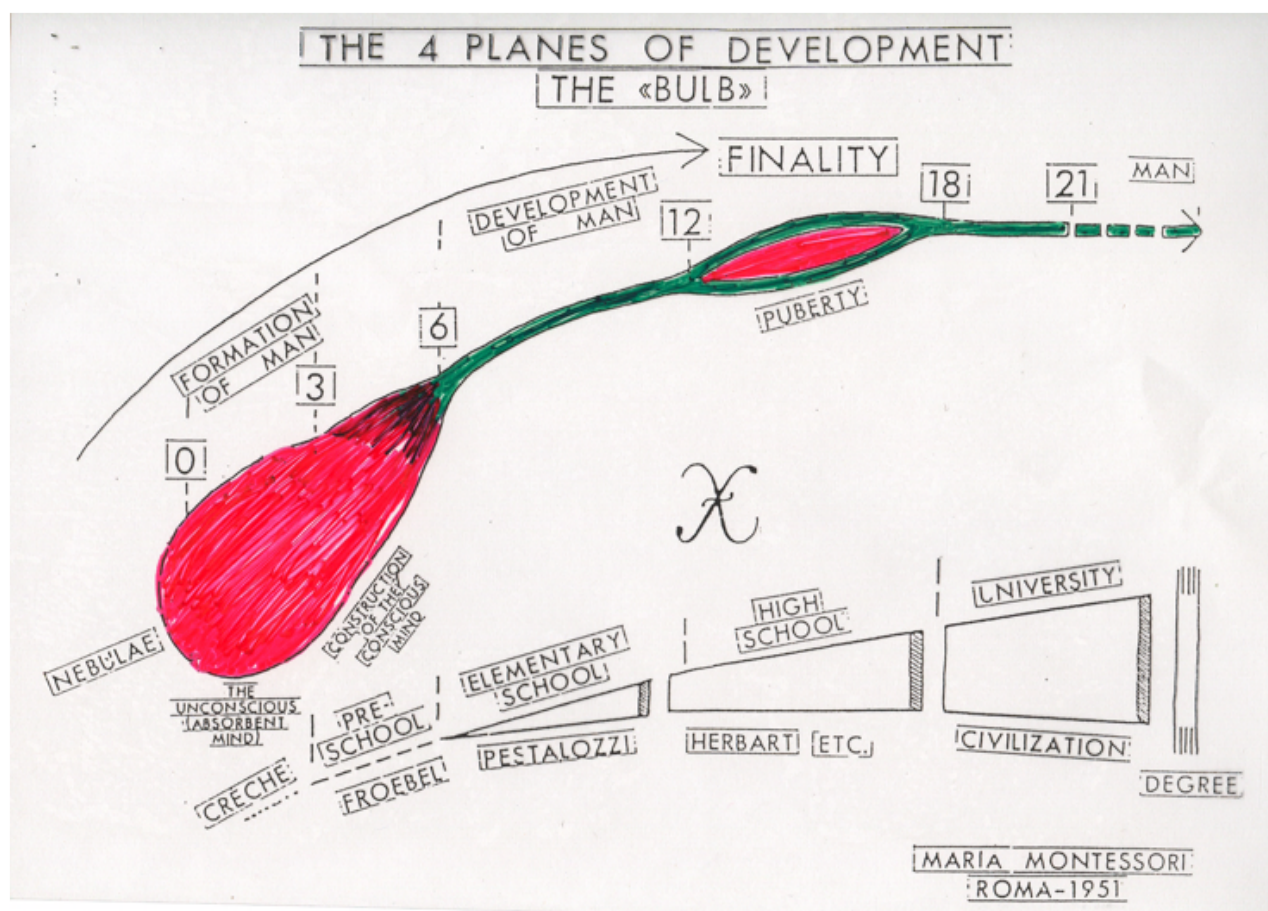 THE 4 PLANES OF DEVELOPMENT
THE «BULB»
FINALITY
18
21
MAN
DEVELOPMENT
OF MAN
12
PUBERTY
6
FORMATION
OF MAN
3
0
NEBULAE
THE
UNCONSCIOUS
(ABSORBENT
MIND)
CONSTRUCTION
OF THE
CONSCIOUS
MIND
CRECHE
PRE-
SCHOOL
FROEBEL
ELEMENTARY
SCHOOL
PESTALOZZI
HIGH
SCHOOL
HERBART ETC.
UNIVERSITY
CIVILIZATION
DEGREE
MARIA MONTESSORI
ROMA-1951